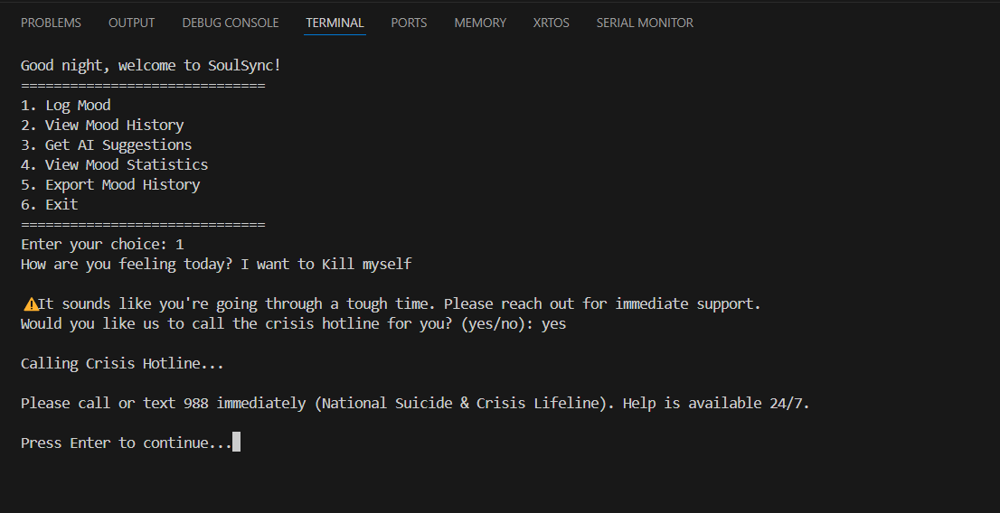 PROBLEMS OUTPUT DEBUG CONSOLE TERMINAL PORTS MEMORY XRTOS SERIAL MONITOR
Good night, welcome to SoulSync!
==============================
1. Log Mood
2. View Mood History
3. Get AI Suggestions
4. View Mood Statistics
5. Export Mood History
6. Exit
==============================
Enter your choice: 1
How are you feeling today? I want to Kill myself
⚠️It sounds like you're going through a tough time. Please reach out for immediate support.
Would you like us to call the crisis hotline for you? (yes/no): yes
Calling Crisis Hotline...
Please call or text 988 immediately (National Suicide & Crisis Lifeline). Help is available 24/7.
Press Enter to continue...